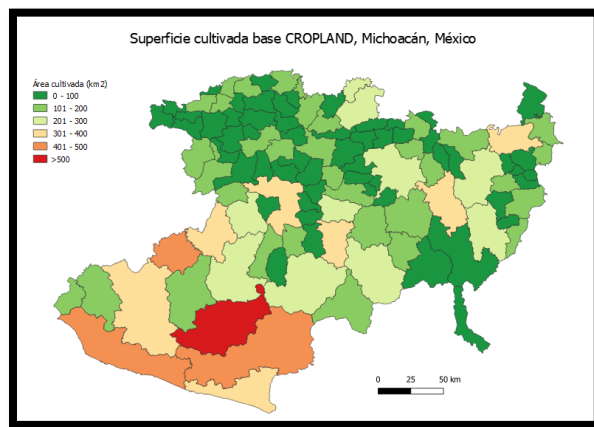 Superficie cultivada base CROPLAND, Michoacán, México
Área cultivada (km2)
0 - 100
101 - 200
201 - 300
301 - 400
401 - 500
>500
0 25 50 km